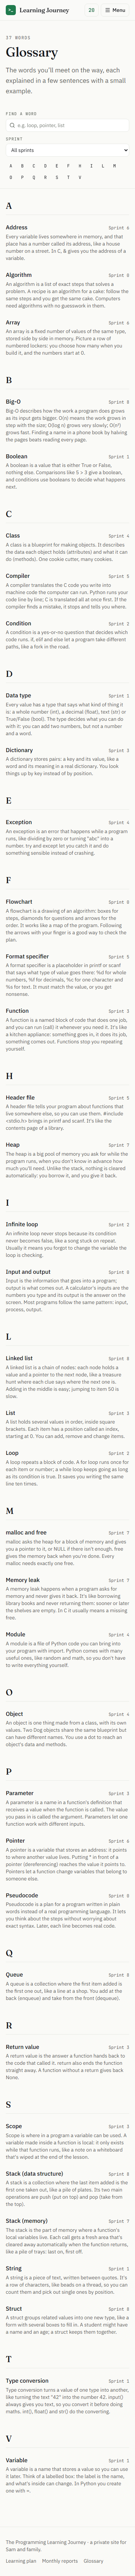 >_ Learning Journey 20 ☰ Menu
37 WORDS
Glossary
The words you'll meet on the way, each
explained in a few sentences with a small
example.
FIND A WORD
e.g. loop, pointer, list
SPRINT
All sprints
A B C D E F H I L M
O P Q R S T V
A
Address Sprint 6
Every variable lives somewhere in memory, and that
place has a number called its address, like a house
number on a street. In C, & gives you the address of a
variable.
Algorithm Sprint 0
An algorithm is a list of exact steps that solves a
problem. A recipe is an algorithm for a cake: follow the
same steps and you get the same cake. Computers
need algorithms with no guesswork in them.
Array Sprint 6
An array is a fixed number of values of the same type,
stored side by side in memory. Picture a row of
numbered lockers: you choose how many when you
build it, and the numbers start at 0.
B
Big-O Sprint 8
Big-O describes how the work a program does grows
as its input gets bigger. O(n) means the work grows in
step with the size; O(log n) grows very slowly; O(n²)
grows fast. Finding a name in a phone book by halving
the pages beats reading every page.
Boolean Sprint 1
A boolean is a value that is either True or False,
nothing else. Comparisons like 5 > 3 give a boolean,
and conditions use booleans to decide what happens
next.
C
Class Sprint 4
A class is a blueprint for making objects. It describes
the data each object holds (attributes) and what it can
do (methods). One cookie cutter, many cookies.
Compiler Sprint 5
A compiler translates the C code you write into
machine code the computer can run. Python runs your
code line by line; C is translated all at once first. If the
compiler finds a mistake, it stops and tells you where.
Condition Sprint 2
A condition is a yes-or-no question that decides which
code runs. if, elif and else let a program take different
paths, like a fork in the road.
D
Data type Sprint 1
Every value has a type that says what kind of thing it
is: a whole number (int), a decimal (float), text (str) or
True/False (bool). The type decides what you can do
with it: you can add two numbers, but not a number
and a word.
Dictionary Sprint 3
A dictionary stores pairs: a key and its value, like a
word and its meaning in a real dictionary. You look
things up by key instead of by position.
E
Exception Sprint 4
An exception is an error that happens while a program
runs, like dividing by zero or turning "abc" into a
number. try and except let you catch it and do
something sensible instead of crashing.
F
Flowchart Sprint 0
A flowchart is a drawing of an algorithm: boxes for
steps, diamonds for questions and arrows for the
order. It works like a map of the program. Following
the arrows with your finger is a good way to check the
plan.
Format specifier Sprint 5
A format specifier is a placeholder in printf or scanf
that says what type of value goes there: %d for whole
numbers, %f for decimals, %c for one character and
%s for text. It must match the value, or you get
nonsense.
Function Sprint 3
A function is a named block of code that does one job,
and you can run (call) it whenever you need it. It's like
a kitchen appliance: something goes in, it does its job,
something comes out. Functions stop you repeating
yourself.
H
Header file Sprint 5
A header file tells your program about functions that
live somewhere else, so you can use them. #include
<stdio.h> brings in printf and scanf. It's like the
contents page of a library.
Heap Sprint 7
The heap is a big pool of memory you ask for while the
program runs, when you don't know in advance how
much you'll need. Unlike the stack, nothing is cleared
automatically: you borrow it, and you give it back.
I
Infinite loop Sprint 2
An infinite loop never stops because its condition
never becomes false, like a song stuck on repeat.
Usually it means you forgot to change the variable the
loop is checking.
Input and output Sprint 0
Input is the information that goes into a program;
output is what comes out. A calculator's inputs are the
numbers you type and its output is the answer on the
screen. Most programs follow the same pattern: input,
process, output.
L
Linked list Sprint 8
A linked list is a chain of nodes: each node holds a
value and a pointer to the next node, like a treasure
hunt where each clue says where the next one is.
Adding in the middle is easy; jumping to item 50 is
slow.
List Sprint 3
A list holds several values in order, inside square
brackets. Each item has a position called an index,
starting at 0. You can add, remove and change items.
Loop Sprint 2
A loop repeats a block of code. A for loop runs once for
each item or number; a while loop keeps going as long
as its condition is true. It saves you writing the same
line ten times.
M
malloc and free Sprint 7
malloc asks the heap for a block of memory and gives
you a pointer to it, or NULL if there isn't enough. free
gives the memory back when you're done. Every
malloc needs exactly one free.
Memory leak Sprint 7
A memory leak happens when a program asks for
memory and never gives it back. It's like borrowing
library books and never returning them: sooner or later
the shelves are empty. In C it usually means a missing
free.
Module Sprint 4
A module is a file of Python code you can bring into
your program with import. Python comes with many
useful ones, like random and math, so you don't have
to write everything yourself.
O
Object Sprint 4
An object is one thing made from a class, with its own
values. Two Dog objects share the same blueprint but
can have different names. You use a dot to reach an
object's data and methods.
P
Parameter Sprint 3
A parameter is a name in a function's definition that
receives a value when the function is called. The value
you pass in is called the argument. Parameters let one
function work with different inputs.
Pointer Sprint 6
A pointer is a variable that stores an address; it points
to where another value lives. Putting * in front of a
pointer (dereferencing) reaches the value it points to.
Pointers let a function change variables that belong to
someone else.
Pseudocode Sprint 0
Pseudocode is a plan for a program written in plain
words instead of a real programming language. It lets
you think about the steps without worrying about
exact syntax. Later, each line becomes real code.
Q
Queue Sprint 8
A queue is a collection where the first item added is
the first one out, like a line at a shop. You add at the
back (enqueue) and take from the front (dequeue).
R
Return value Sprint 3
A return value is the answer a function hands back to
the code that called it. return also ends the function
straight away. A function without a return gives back
None.
S
Scope Sprint 3
Scope is where in a program a variable can be used. A
variable made inside a function is local: it only exists
while that function runs, like a note on a whiteboard
that's wiped at the end of the lesson.
Stack (data structure) Sprint 8
A stack is a collection where the last item added is the
first one taken out, like a pile of plates. Its two main
operations are push (put on top) and pop (take from
the top).
Stack (memory) Sprint 7
The stack is the part of memory where a function's
local variables live. Each call gets a fresh area that's
cleared away automatically when the function returns,
like a pile of trays: last on, first off.
String Sprint 1
A string is a piece of text, written between quotes. It's
a row of characters, like beads on a thread, so you can
count them and pick out single ones by position.
Struct Sprint 8
A struct groups related values into one new type, like a
form with several boxes to fill in. A student might have
a name and an age; a struct keeps them together.
T
Type conversion Sprint 1
Type conversion turns a value of one type into another,
like turning the text "42" into the number 42. input()
always gives you text, so you convert it before doing
maths. int(), float() and str() do the converting.
V
Variable Sprint 1
A variable is a name that stores a value so you can use
it later. Think of a labelled box: the label is the name,
and what's inside can change. In Python you create
one with =.
The Programming Learning Journey · a private site for
Sam and family.
Learning plan Monthly reports Glossary